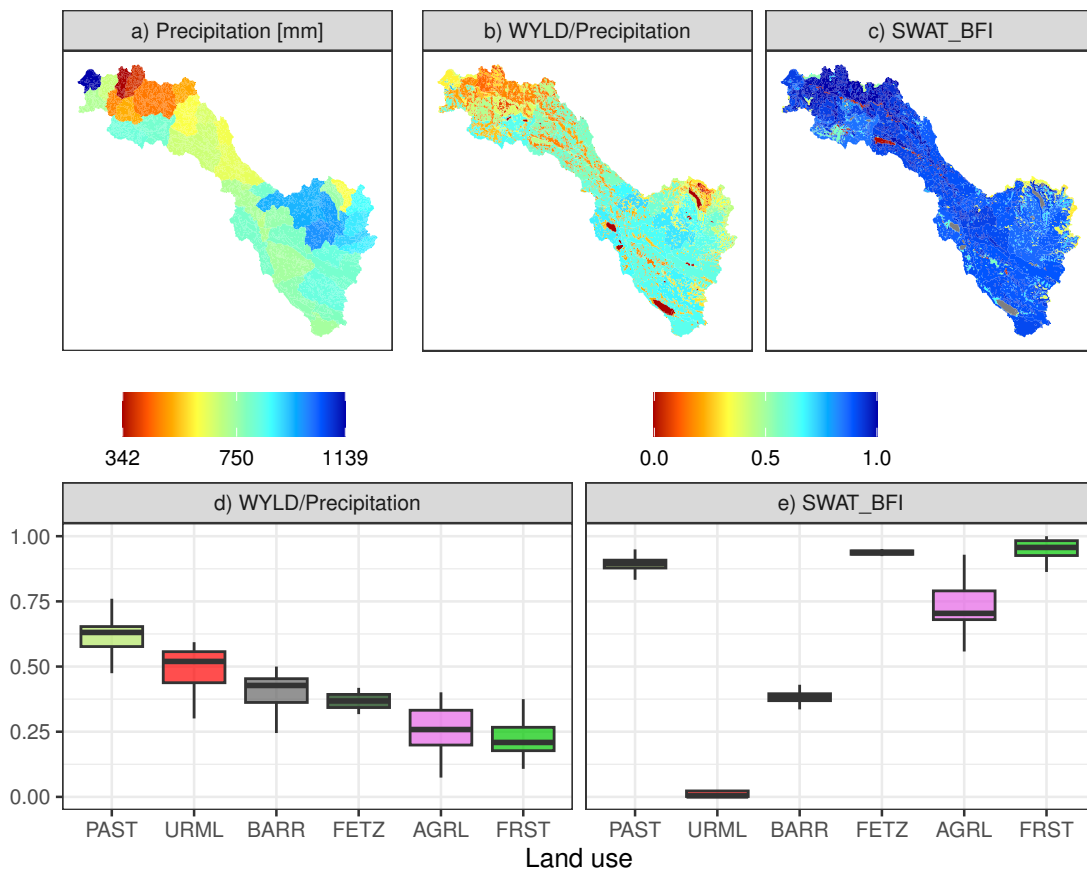 a) Precipitation [mm]
b) WYLD/Precipitation
c) SWAT_BFI
342 750 1139
0.0 0.5 1.0
d) WYLD/Precipitation
e) SWAT_BFI
1.00
0.75
0.50
0.25
0.00
PAST URML BARR FETZ AGRL FRST
PAST URML BARR FETZ AGRL FRST
Land use